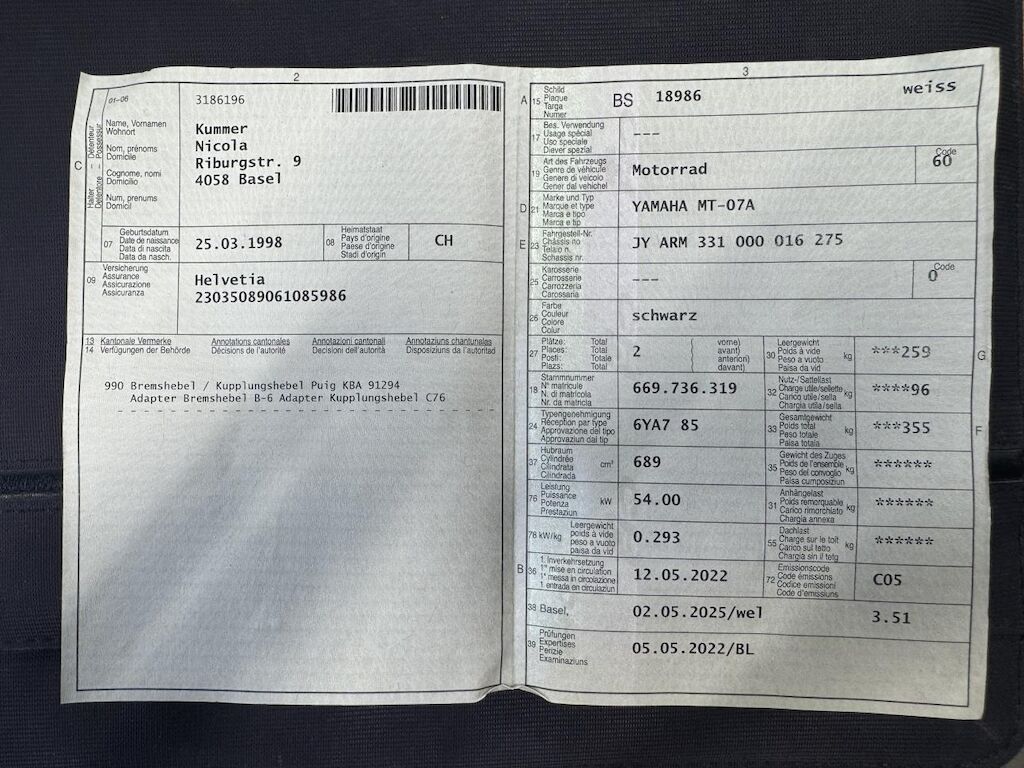 2
01-06
3186196
C
Halter Détenteur
Detentore Possessur
Name, Vornamen
Wohnort
Nom, prénoms
Domicile
Cognome, nomi
Domicilio
Num, prenums
Domicil
Kummer
Nicola
Riburgstr. 9
4058 Basel
07
Geburtsdatum
Date de naissance
Data di nascita
Data da nasch.
25.03.1998
08
Heimatstaat
Pays d'origine
Paese d'origine
Stadi d'origin
CH
09
Versicherung
Assurance
Assicurazione
Assicuranza
Helvetia
23035089061085986
13 Kantonale Vermerke Annotations cantonales Annotazioni cantonali Annotaziuns chantunalas
14 Verfügungen der Behörde Décisions de l'autorité Decisioni dell'autorità Disposiziuns da l'autoritad
990 Bremshebel / Kupplungshebel Puig KBA 91294
Adapter Bremshebel B-6 Adapter Kupplungshebel C76
3
A 15
Schild
Plaque
Targa
Numer
BS 18986 weiss
17
Bes. Verwendung
Usage spécial
Uso speciale
Diever spezial
---
19
Art des Fahrzeugs
Genre de véhicule
Genere di veicolo
Gener dal vehichel
Motorrad
Code
60
D 21
Marke und Typ
Marque et type
Marca e tipo
Marca e tip
YAMAHA MT-07A
E 23
Fahrgestell-Nr.
Châssis no
Telaio n.
Schassis nr.
JY ARM 331 000 016 275
25
Karosserie
Carrosserie
Carrozzeria
Carossaria
---
Code
0
26
Farbe
Couleur
Colore
Colur
schwarz
27
Plätze: Total
Places: Total
Posti: Totale
Plazs: Total
2
vorne)
avant)
anteriori)
davant)
30
Leergewicht
Poids à vide
Peso a vuoto
Paisa da vid
kg
***259
G
18
Stammnummer
N° matricule
N. di matricola
Nr. da matricla
669.736.319
32
Nutz-/Sattellast
Charge utile/sellette
Carico utile/sella
Chargia utila/sella
kg
****96
24
Typengenehmigung
Réception par type
Approvazione del tipo
Approvaziun dal tip
6YA7 85
33
Gesamtgewicht
Poids total
Peso totale
Paisa totala
kg
***355
F
37
Hubraum
Cylindrée
Cilindrata
Cilindrada
cm³
689
35
Gewicht des Zuges
Poids de l'ensemble
Peso del convoglio
Paisa cumposiziun
kg
******
76
Leistung
Puissance
Potenza
Prestaziun
kW
54.00
31
Anhängelast
Poids remorquable
Carico rimorchiato
Chargia annexa
kg
******
78 kW/kg
Leergewicht
poids à vide
peso a vuoto
paisa da vid
0.293
55
Dachlast
Charge sur le toit
Carico sul tetto
Chargia sin il tetg
kg
******
B 36
1. Inverkehrsetzung
1re mise en circulation
1a messa in circolazione
1. entrada en circulaziun
12.05.2022
72
Emissionscode
Code émissions
Codice emissioni
Code d'emissiuns
C05
38 Basel, 02.05.2025/wel 3.51
39
Prüfungen
Expertises
Perizie
Examinaziuns
05.05.2022/BL